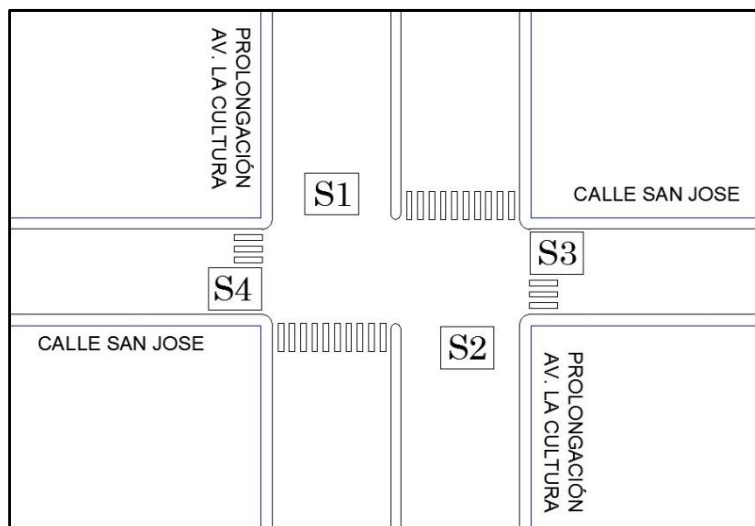 PROLONGACIÓN
AV. LA CULTURA
S1
CALLE SAN JOSE
S3
S4
CALLE SAN JOSE
S2
PROLONGACIÓN
AV. LA CULTURA